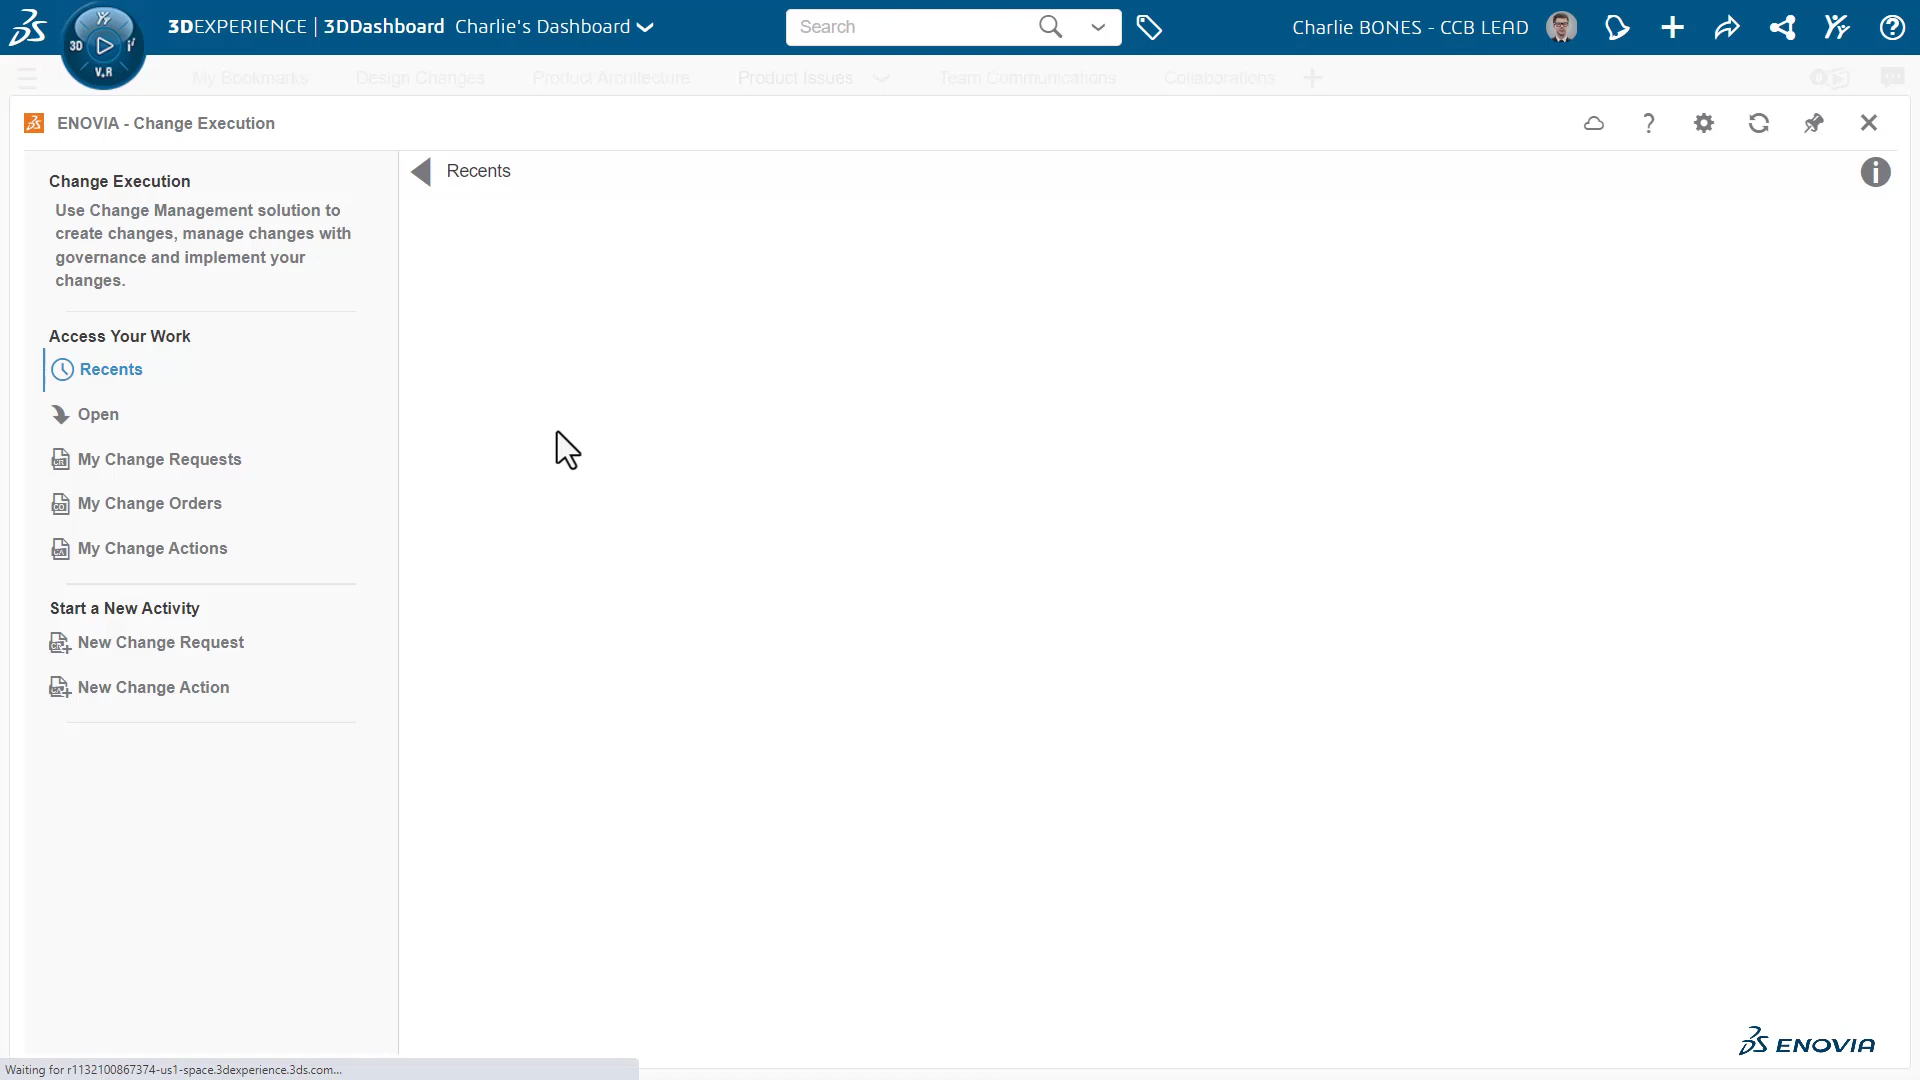 3DEXPERIENCE | 3DDashboard Charlie's Dashboard
Search
Charlie BONES - CCB LEAD
3D
V.R
My Bookmarks
Design Changes
Product Architecture
Product Issues
Team Communications
Collaborations
ENOVIA - Change Execution
Change Execution
Use Change Management solution to
create changes, manage changes with
governance and implement your
changes.
Access Your Work
Recents
Open
My Change Requests
My Change Orders
My Change Actions
Start a New Activity
New Change Request
New Change Action
Recents
ENOVIA
Waiting for r1132100867374-us1-space.3dexperience.3ds.com...